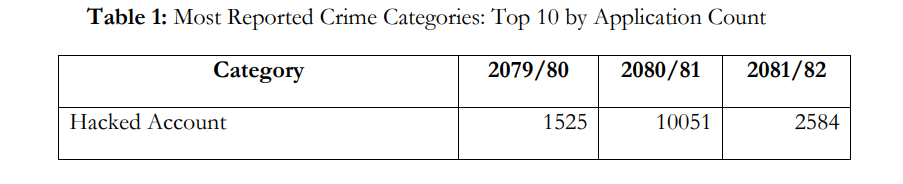 Table 1: Most Reported Crime Categories: Top 10 by Application Count
Category 2079/80 2080/81 2081/82
Hacked Account 1525 10051 2584